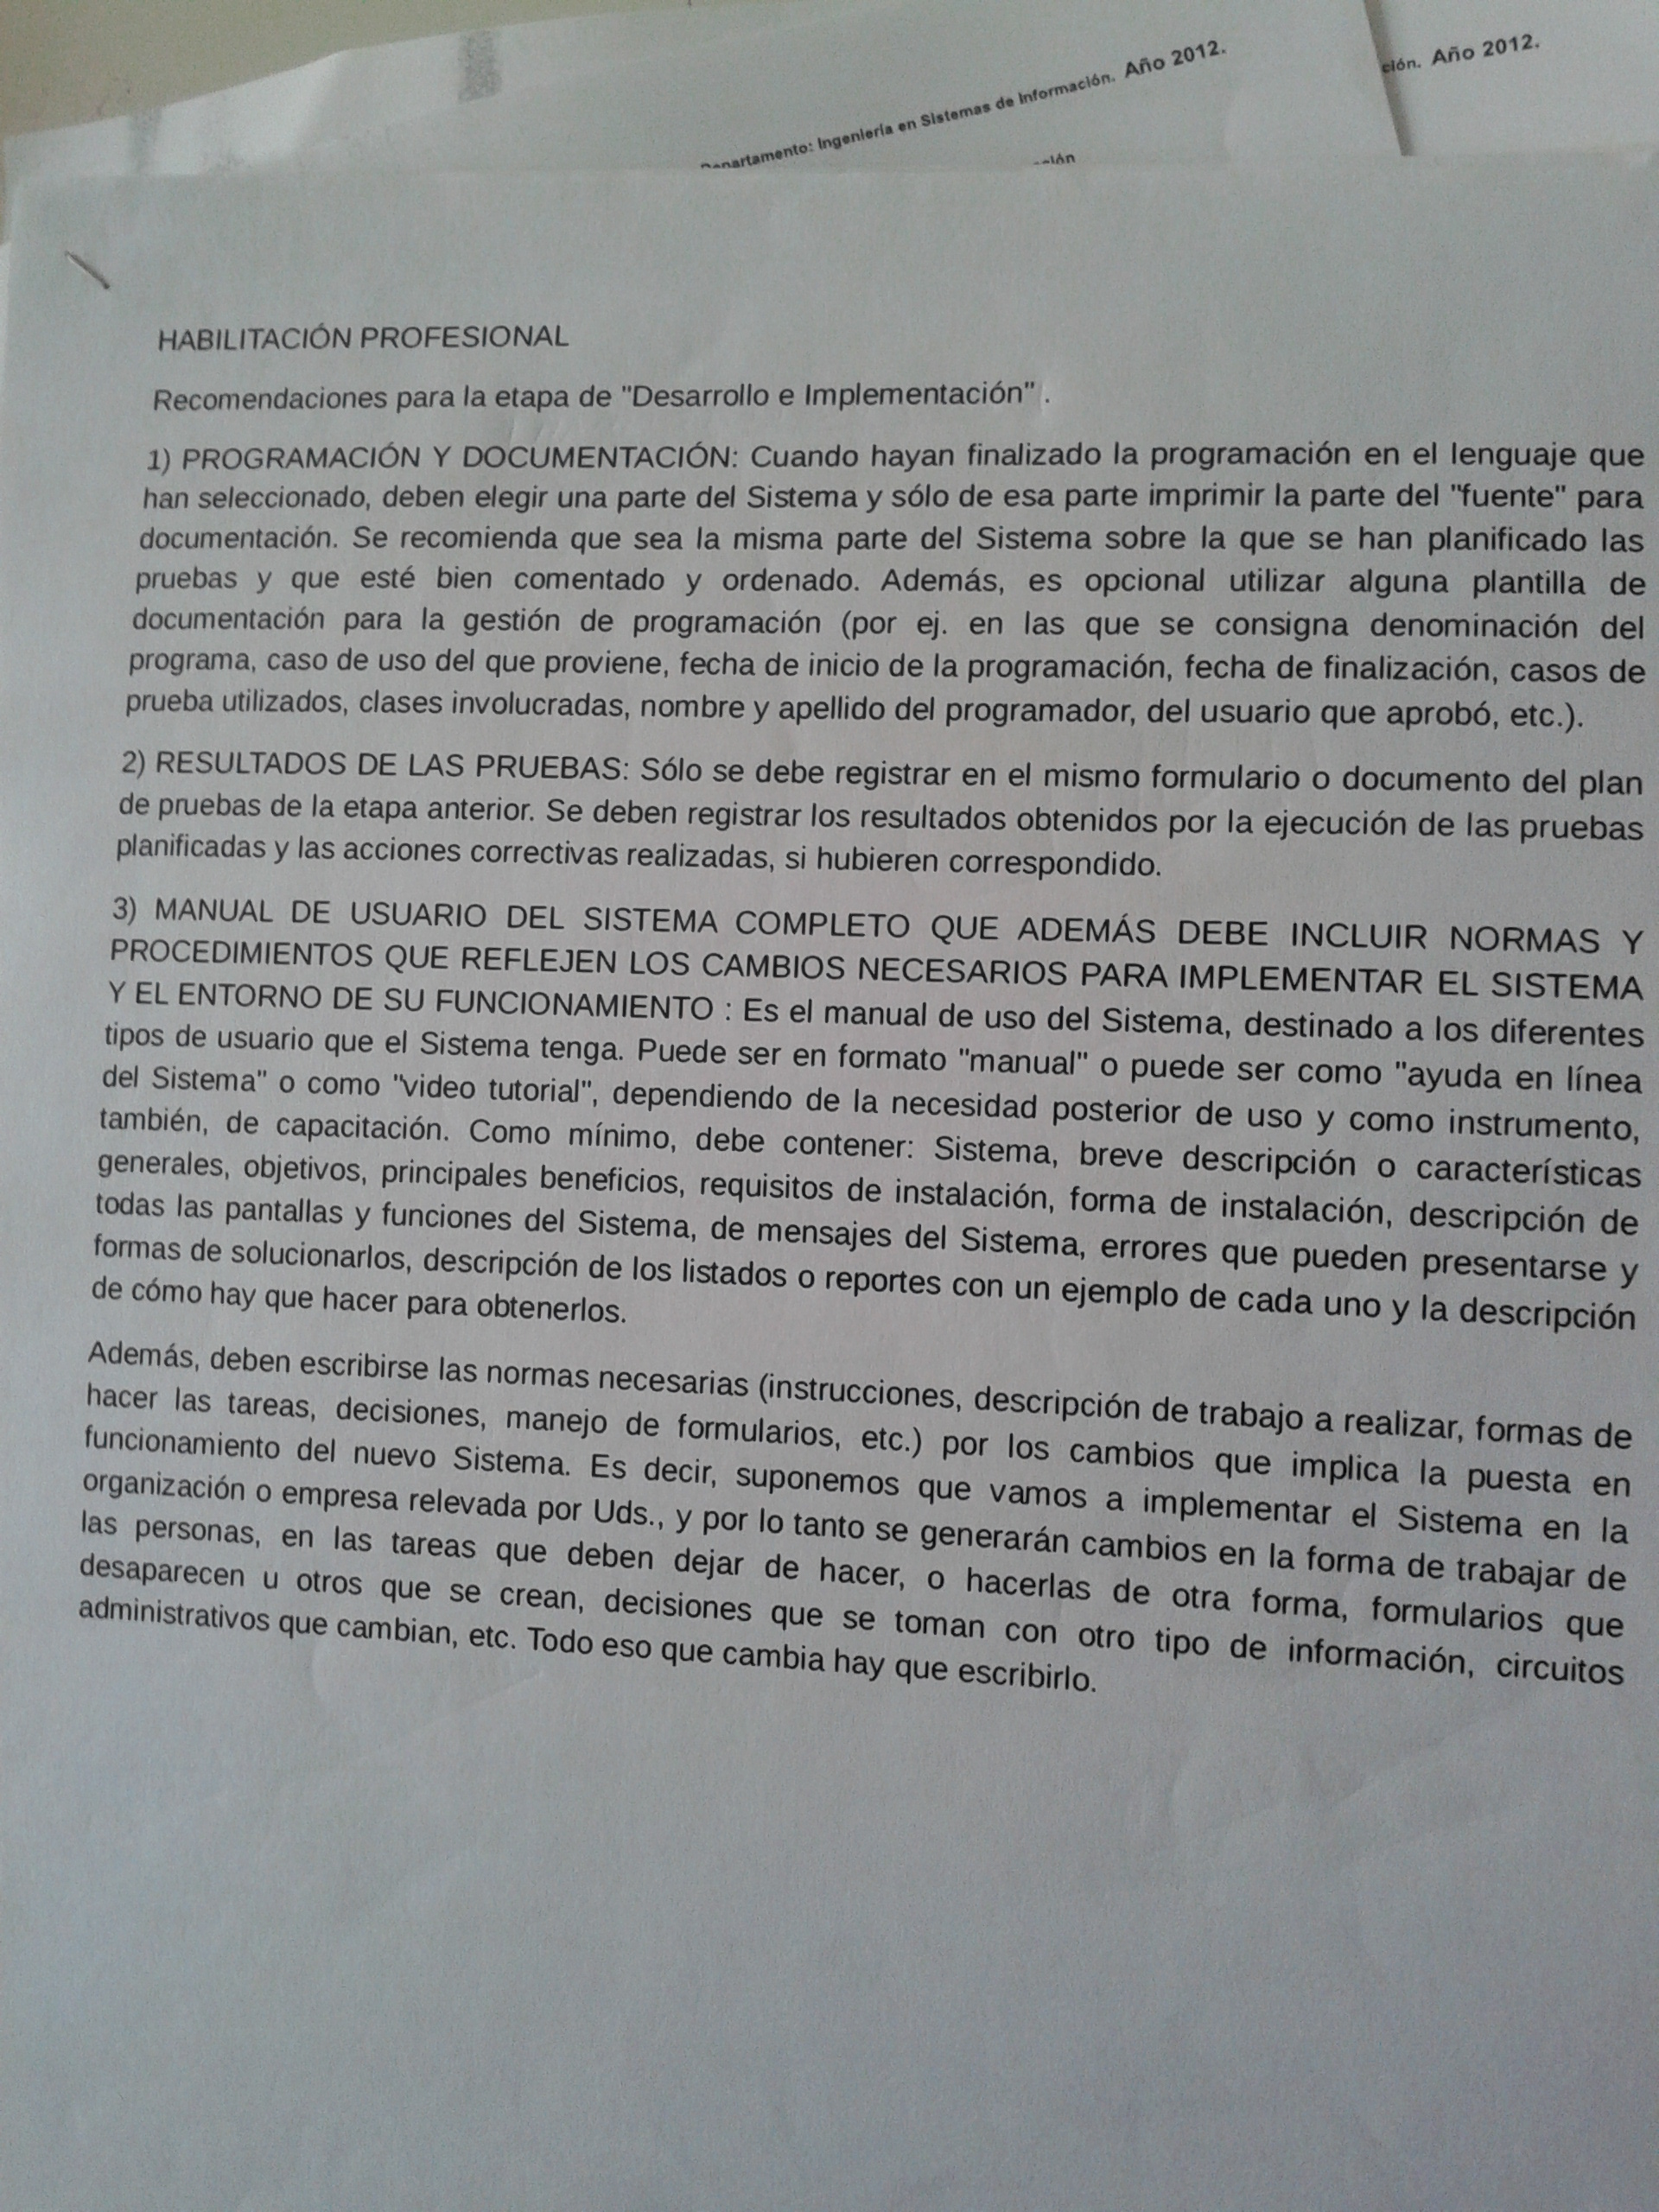 Departamento: Ingeniería en Sistemas de Información. Año 2012.
ción. Año 2012.
HABILITACIÓN PROFESIONAL
Recomendaciones para la etapa de "Desarrollo e Implementación" .
1) PROGRAMACIÓN Y DOCUMENTACIÓN: Cuando hayan finalizado la programación en el lenguaje que
han seleccionado, deben elegir una parte del Sistema y sólo de esa parte imprimir la parte del "fuente" para
documentación. Se recomienda que sea la misma parte del Sistema sobre la que se han planificado las
pruebas y que esté bien comentado y ordenado. Además, es opcional utilizar alguna plantilla de
documentación para la gestión de programación (por ej. en las que se consigna denominación del
programa, caso de uso del que proviene, fecha de inicio de la programación, fecha de finalización, casos de
prueba utilizados, clases involucradas, nombre y apellido del programador, del usuario que aprobó, etc.).
2) RESULTADOS DE LAS PRUEBAS: Sólo se debe registrar en el mismo formulario o documento del plan
de pruebas de la etapa anterior. Se deben registrar los resultados obtenidos por la ejecución de las pruebas
planificadas y las acciones correctivas realizadas, si hubieren correspondido.
3) MANUAL DE USUARIO DEL SISTEMA COMPLETO QUE ADEMÁS DEBE INCLUIR NORMAS Y
PROCEDIMIENTOS QUE REFLEJEN LOS CAMBIOS NECESARIOS PARA IMPLEMENTAR EL SISTEMA
Y EL ENTORNO DE SU FUNCIONAMIENTO : Es el manual de uso del Sistema, destinado a los diferentes
tipos de usuario que el Sistema tenga. Puede ser en formato "manual" o puede ser como "ayuda en línea
del Sistema" o como "video tutorial", dependiendo de la necesidad posterior de uso y como instrumento,
también, de capacitación. Como mínimo, debe contener: Sistema, breve descripción o características
generales, objetivos, principales beneficios, requisitos de instalación, forma de instalación, descripción de
todas las pantallas y funciones del Sistema, de mensajes del Sistema, errores que pueden presentarse y
formas de solucionarlos, descripción de los listados o reportes con un ejemplo de cada uno y la descripción
de cómo hay que hacer para obtenerlos.
Además, deben escribirse las normas necesarias (instrucciones, descripción de trabajo a realizar, formas de
hacer las tareas, decisiones, manejo de formularios, etc.) por los cambios que implica la puesta en
funcionamiento del nuevo Sistema. Es decir, suponemos que vamos a implementar el Sistema en la
organización o empresa relevada por Uds., y por lo tanto se generarán cambios en la forma de trabajar de
las personas, en las tareas que deben dejar de hacer, o hacerlas de otra forma, formularios que
desaparecen u otros que se crean, decisiones que se toman con otro tipo de información, circuitos
administrativos que cambian, etc. Todo eso que cambia hay que escribirlo.